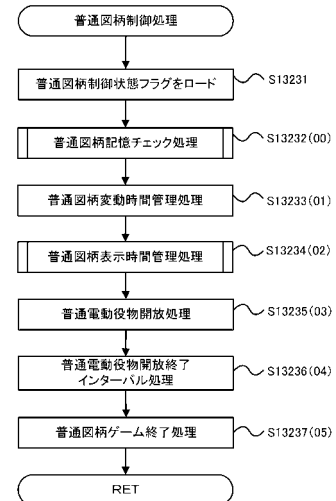 普通図柄制御処理
普通図柄制御状態フラグをロード
S13231
普通図柄記憶チェック処理
S13232(00)
普通図柄変動時間管理処理
S13233(01)
普通図柄表示時間管理処理
S13234(02)
普通電動役物開放処理
S13235(03)
普通電動役物開放終了
インターバル処理
S13236(04)
普通図柄ゲーム終了処理
S13237(05)
RET